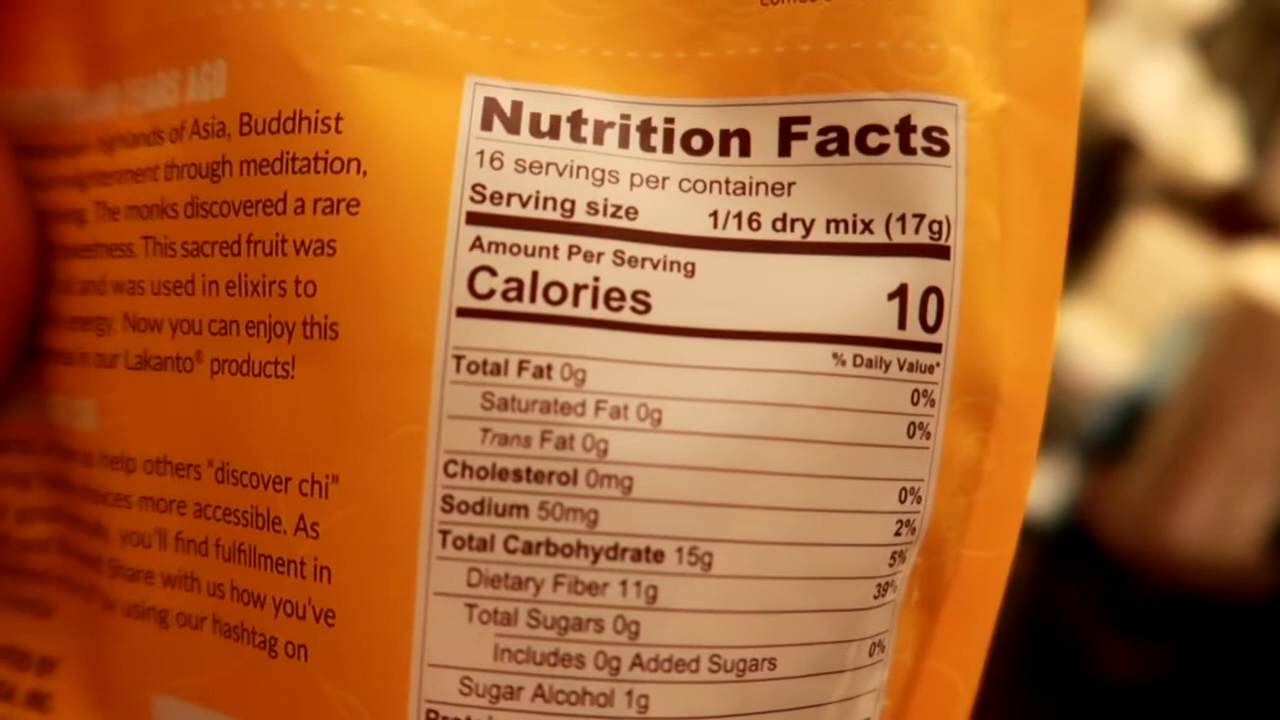 YEARS AGO
highlands of Asia, Buddhist
through meditation,
The monks discovered a rare
This sacred fruit was
and was used in elixirs to
energy. Now you can enjoy this
in our Lakanto® products!
help others "discover chi"
more accessible. As
you'll find fulfillment in
Share with us how you've
using our hashtag on
Nutrition Facts
16 servings per container
Serving size 1/16 dry mix (17g)
Amount Per Serving
Calories 10
% Daily Value*
Total Fat 0g 0%
Saturated Fat 0g 0%
Trans Fat 0g
Cholesterol 0mg 0%
Sodium 50mg 2%
Total Carbohydrate 15g 5%
Dietary Fiber 11g 39%
Total Sugars 0g
Includes 0g Added Sugars 0%
Sugar Alcohol 1g